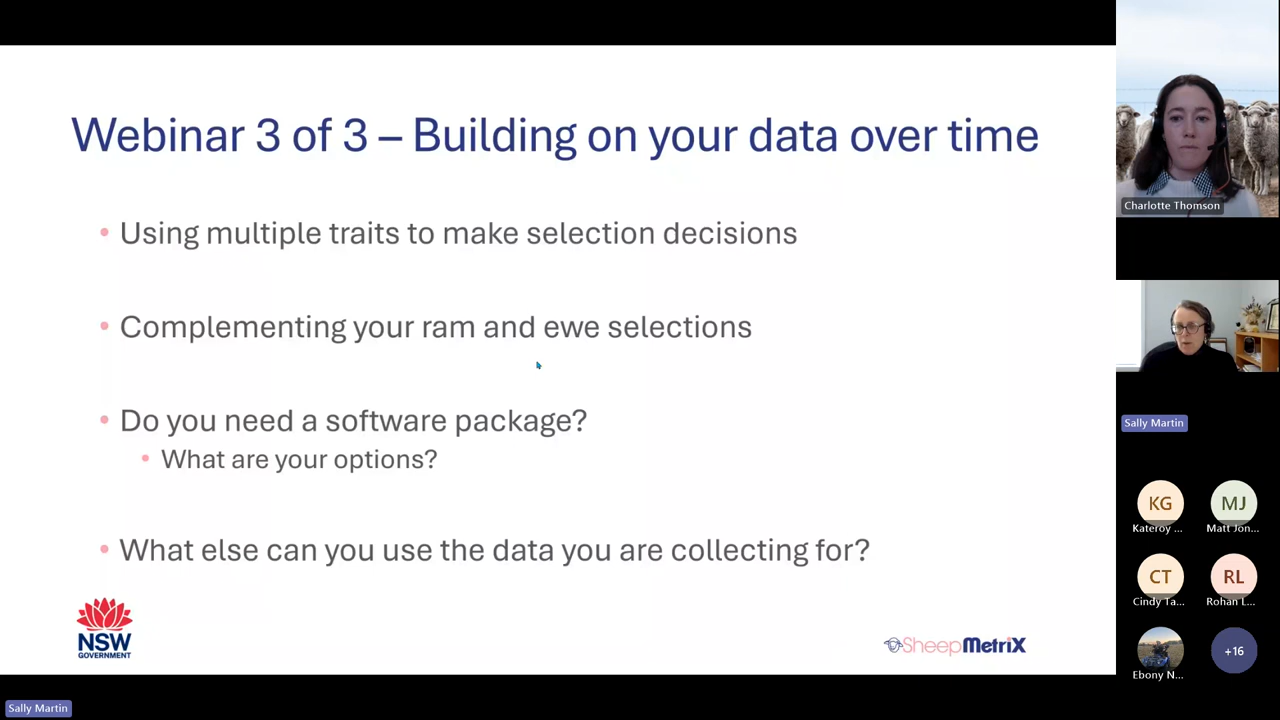 Webinar 3 of 3 – Building on your data over time
• Using multiple traits to make selection decisions
• Complementing your ram and ewe selections
• Do you need a software package?
• What are your options?
• What else can you use the data you are collecting for?
NSW
GOVERNMENT
SheepMetriX
Charlotte Thomson
Sally Martin
KG
Kateroy ...
MJ
Matt Jon...
CT
Cindy Ta...
RL
Rohan L...
Ebony N...
+16
Sally Martin